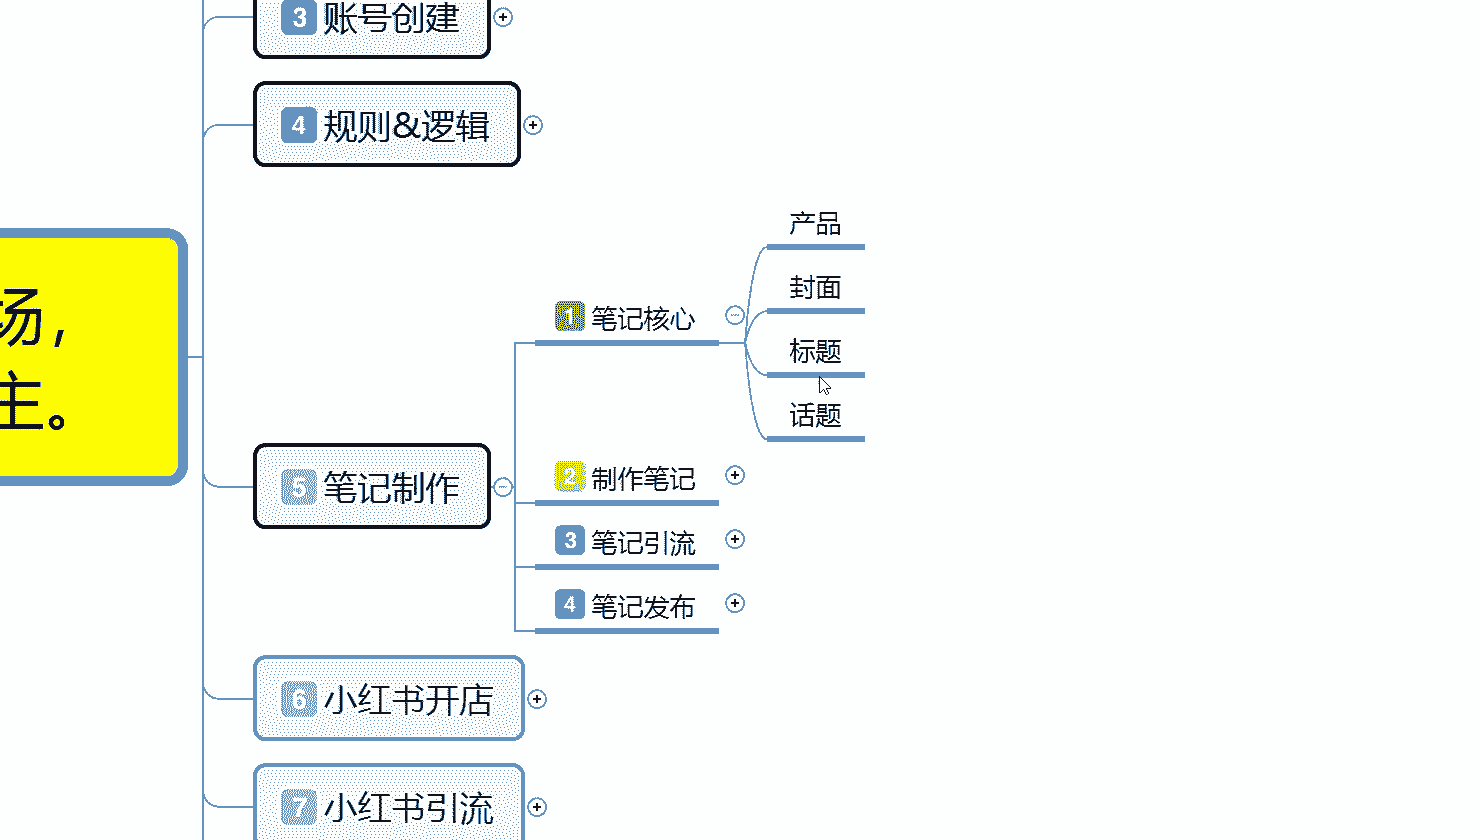 3 账号创建
4 规则&逻辑
场，
主。
5 笔记制作
1 笔记核心
产品
封面
标题
话题
2 制作笔记
3 笔记引流
4 笔记发布
6 小红书开店
7 小红书引流